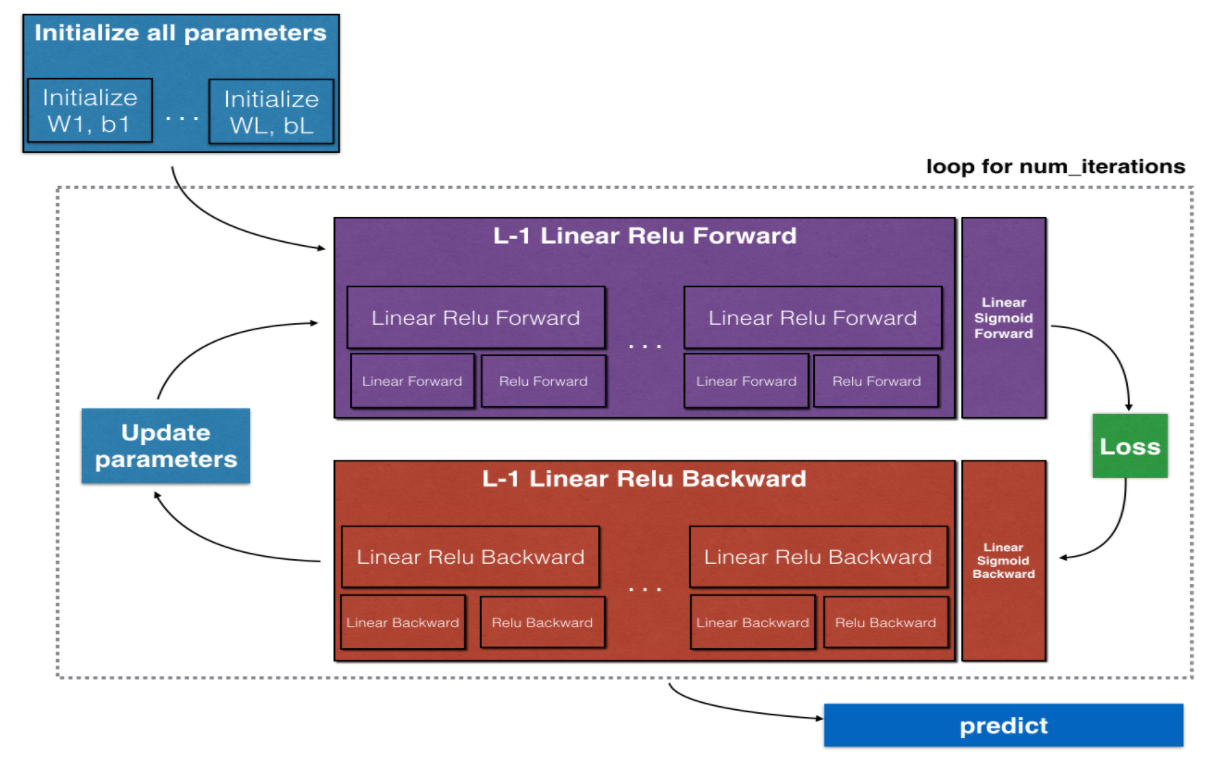 Initialize all parameters
Initialize
W1, b1
. . .
Initialize
WL, bL
loop for num_iterations
L-1 Linear Relu Forward
Linear Relu Forward
. . .
Linear Relu Forward
Linear Forward
Relu Forward
Linear Forward
Relu Forward
Linear
Sigmoid
Forward
Update
parameters
Loss
L-1 Linear Relu Backward
Linear Relu Backward
. . .
Linear Relu Backward
Linear Backward
Relu Backward
Linear Backward
Relu Backward
Linear
Sigmoid
Backward
predict